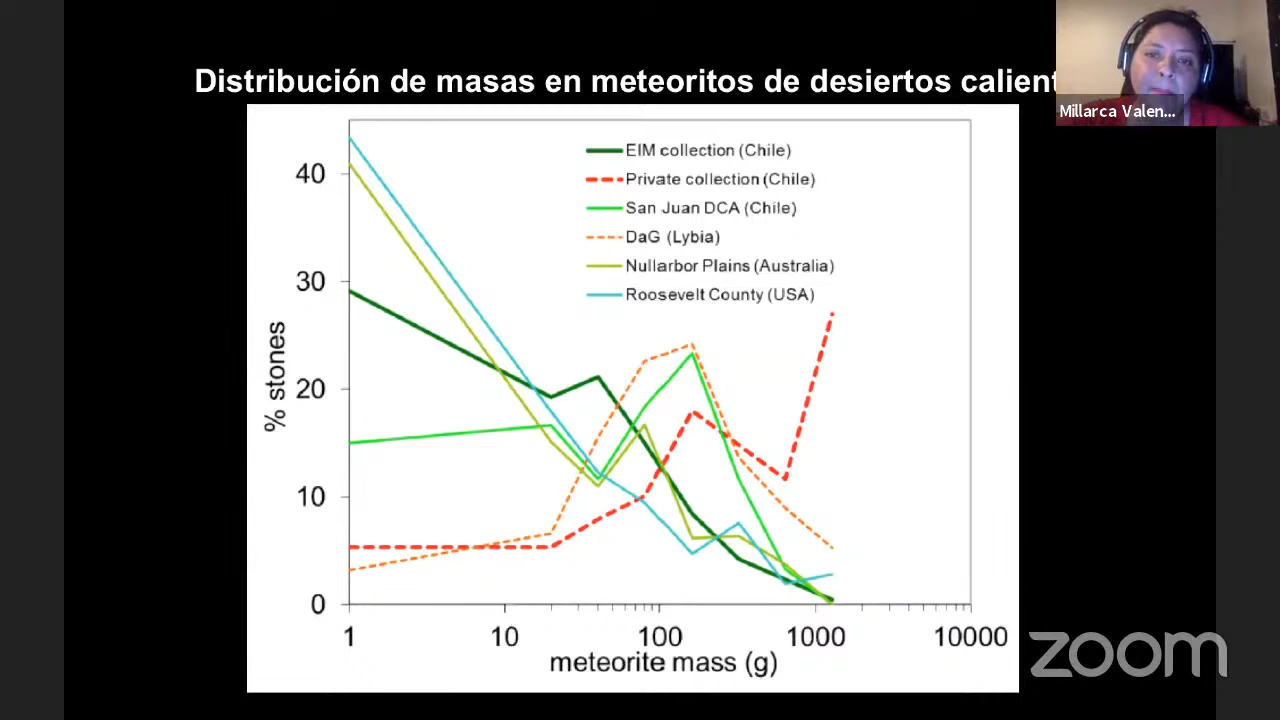 Distribución de masas en meteoritos de desiertos calient
Millarca Valen...
EIM collection (Chile)
Private collection (Chile)
San Juan DCA (Chile)
DaG (Lybia)
Nullarbor Plains (Australia)
Roosevelt County (USA)
40
30
20
10
0
% stones
1 10 100 1000 10000
meteorite mass (g)
zoom